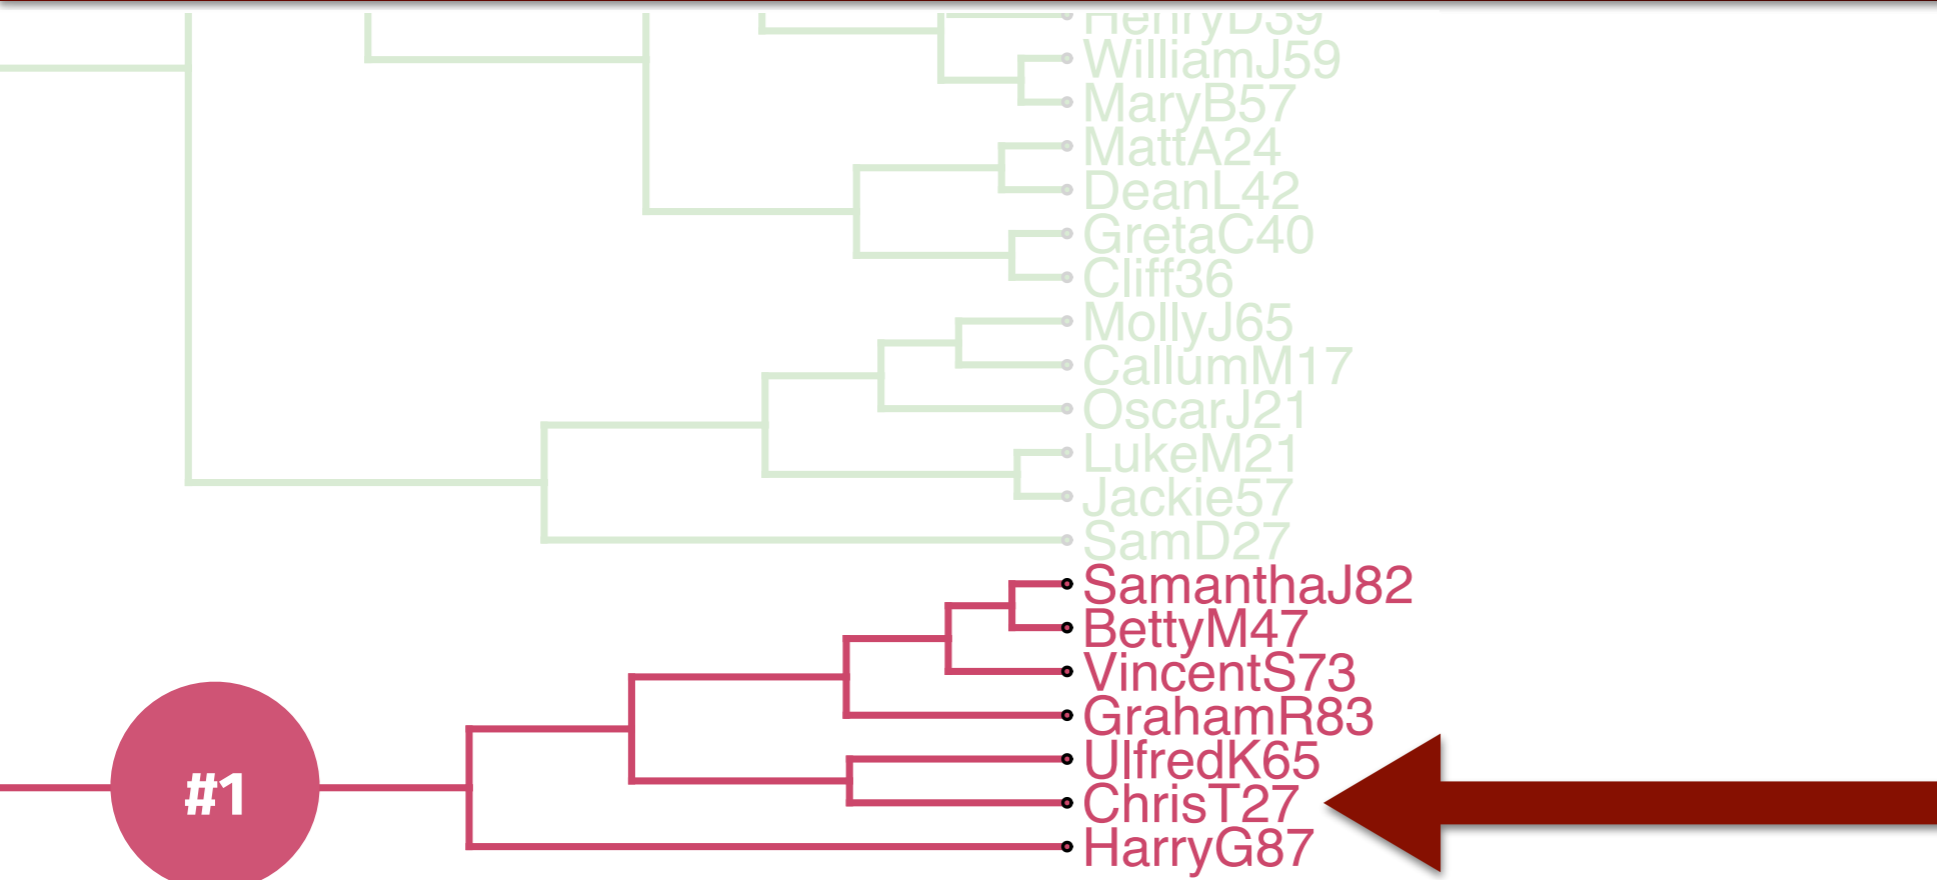 HenryD39
WilliamJ59
MaryB57
MattA24
DeanL42
GretaC40
Cliff36
MollyJ65
CallumM17
OscarJ21
LukeM21
Jackie57
SamD27
SamanthaJ82
BettyM47
VincentS73
GrahamR83
UlfredK65
ChrisT27
HarryG87
#1